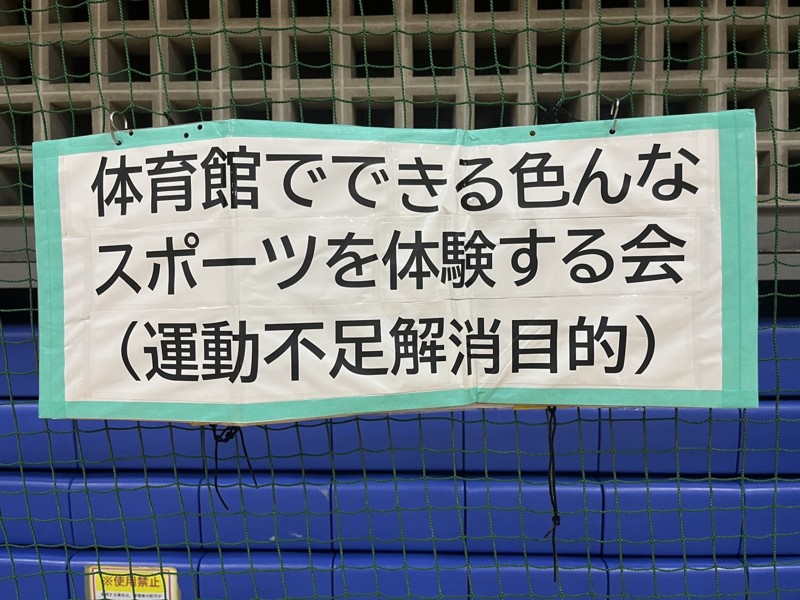 体育館でできる色んな
スポーツを体験する会
（運動不足解消目的）
※使用禁止